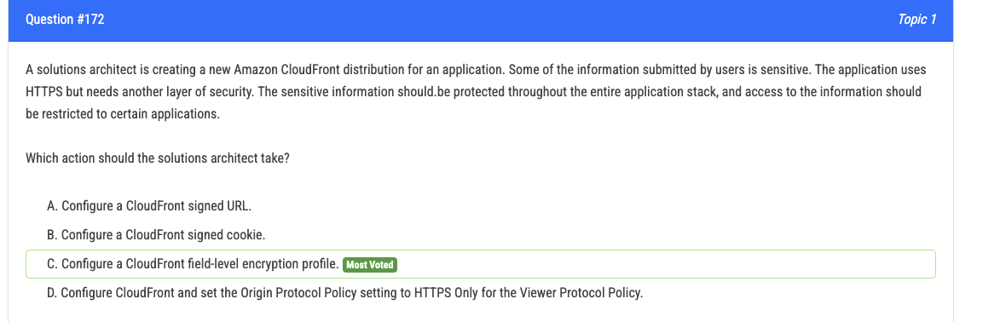 Question #172
Topic 1
A solutions architect is creating a new Amazon CloudFront distribution for an application. Some of the information submitted by users is sensitive. The application uses
HTTPS but needs another layer of security. The sensitive information should.be protected throughout the entire application stack, and access to the information should
be restricted to certain applications.
Which action should the solutions architect take?
A. Configure a CloudFront signed URL.
B. Configure a CloudFront signed cookie.
C. Configure a CloudFront field-level encryption profile. Most Voted
D. Configure CloudFront and set the Origin Protocol Policy setting to HTTPS Only for the Viewer Protocol Policy.